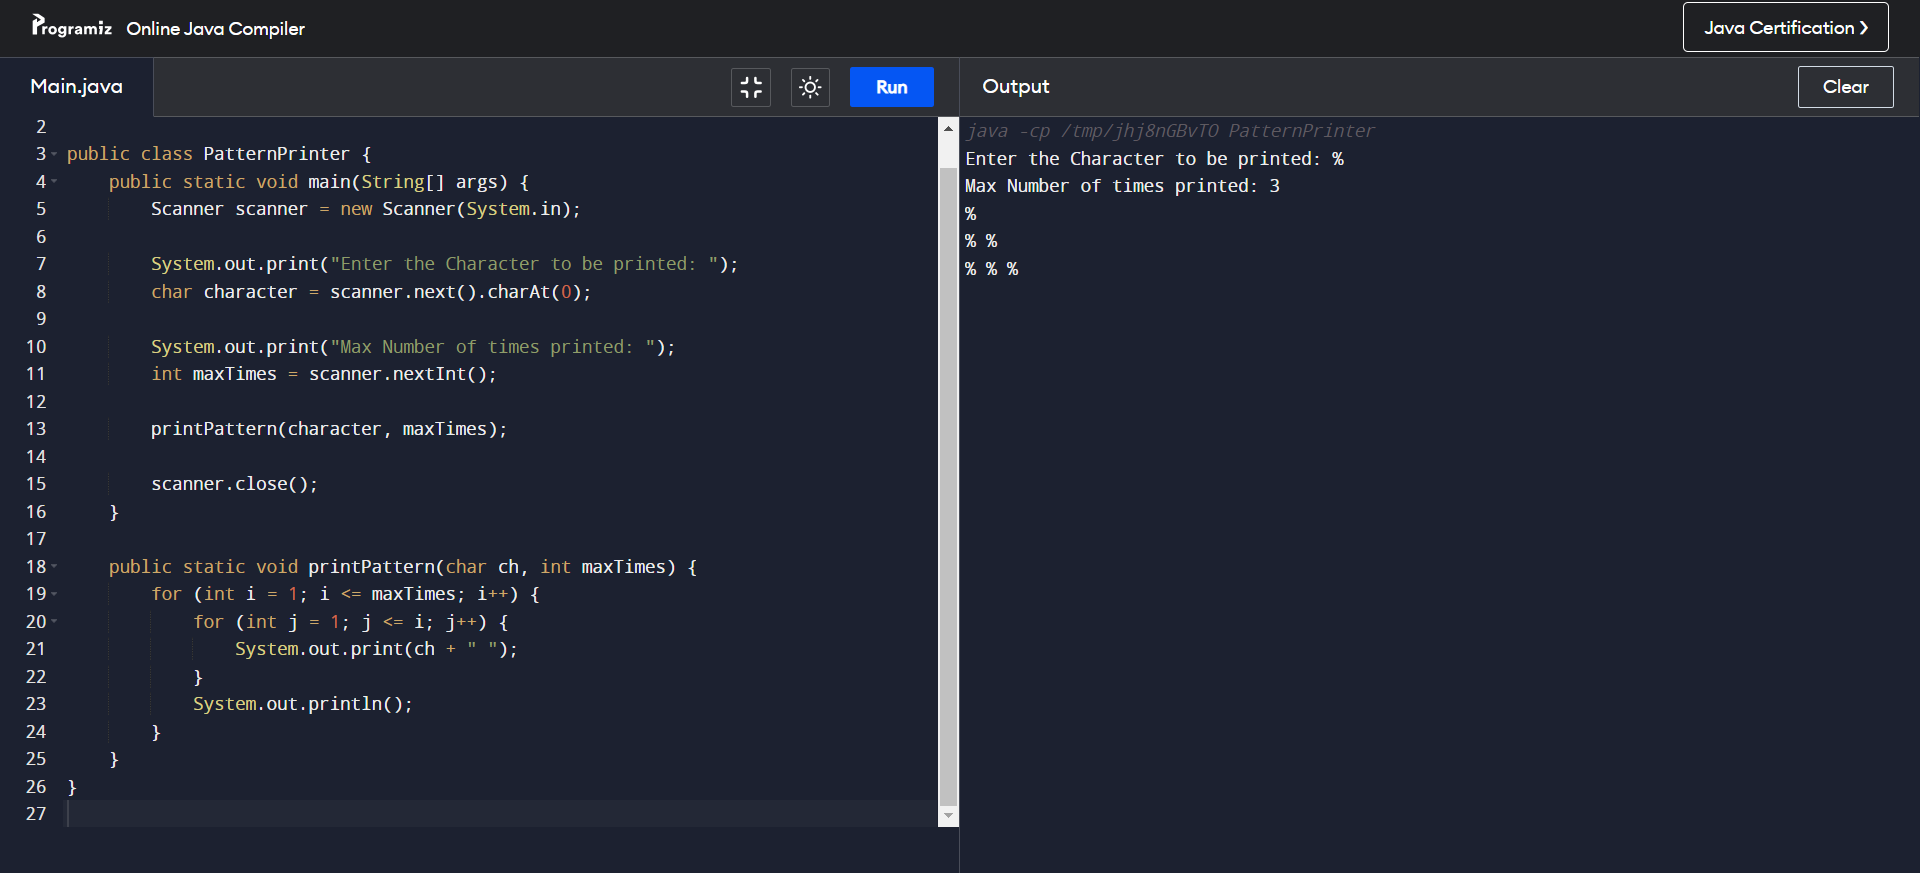 Programiz Online Java Compiler
Java Certification ❯
Main.java
Run
Output
Clear
2
3 public class PatternPrinter {
4     public static void main(String[] args) {
5         Scanner scanner = new Scanner(System.in);
6
7         System.out.print("Enter the Character to be printed: ");
8         char character = scanner.next().charAt(0);
9
10         System.out.print("Max Number of times printed: ");
11         int maxTimes = scanner.nextInt();
12
13         printPattern(character, maxTimes);
14
15         scanner.close();
16     }
17
18     public static void printPattern(char ch, int maxTimes) {
19         for (int i = 1; i <= maxTimes; i++) {
20             for (int j = 1; j <= i; j++) {
21                 System.out.print(ch + " ");
22             }
23             System.out.println();
24         }
25     }
26 }
27
java -cp /tmp/jhj8nGBvTO PatternPrinter
Enter the Character to be printed: %
Max Number of times printed: 3
%
% %
% % %